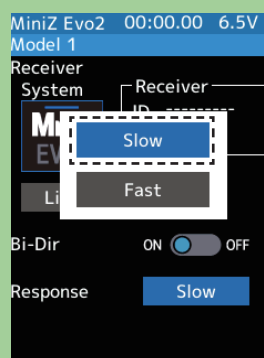 MiniZ Evo2 00:00.00 6.5V
Model 1
Receiver
System
Receiver
ID ---------
Slow
Fast
Bi-Dir
ON OFF
Response
Slow